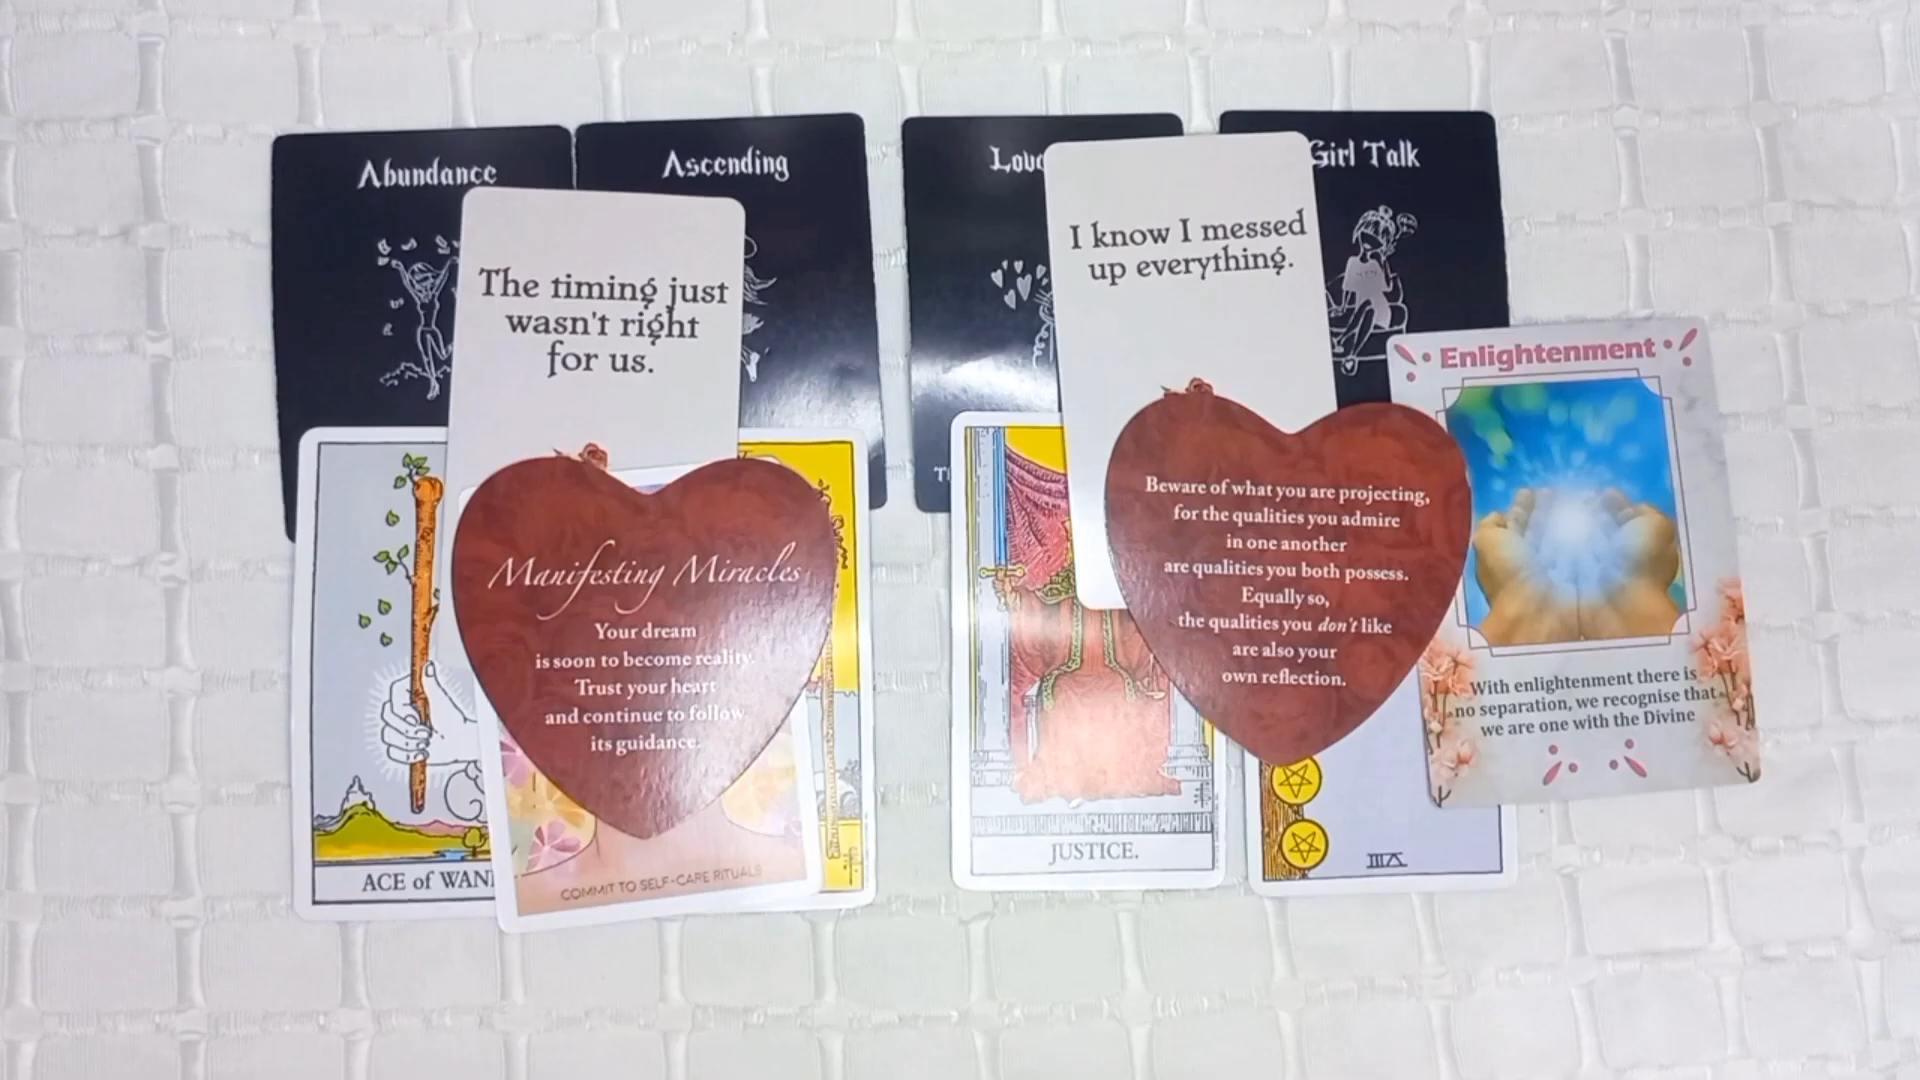 Abundance
Ascending
Girl Talk
The timing just
wasn't right
for us.
I know I messed
up everything.
Manifesting Miracles
Your dream
is soon to become reality.
Trust your heart
and continue to follow
its guidance.
Beware of what you are projecting,
for the qualities you admire
in one another
are qualities you both possess.
Equally so,
the qualities you don't like
are also your
own reflection.
Enlightenment
With enlightenment there is
no separation, we recognise that
we are one with the Divine
ACE of
COMMIT TO SELF-CARE RITUALS
JUSTICE.